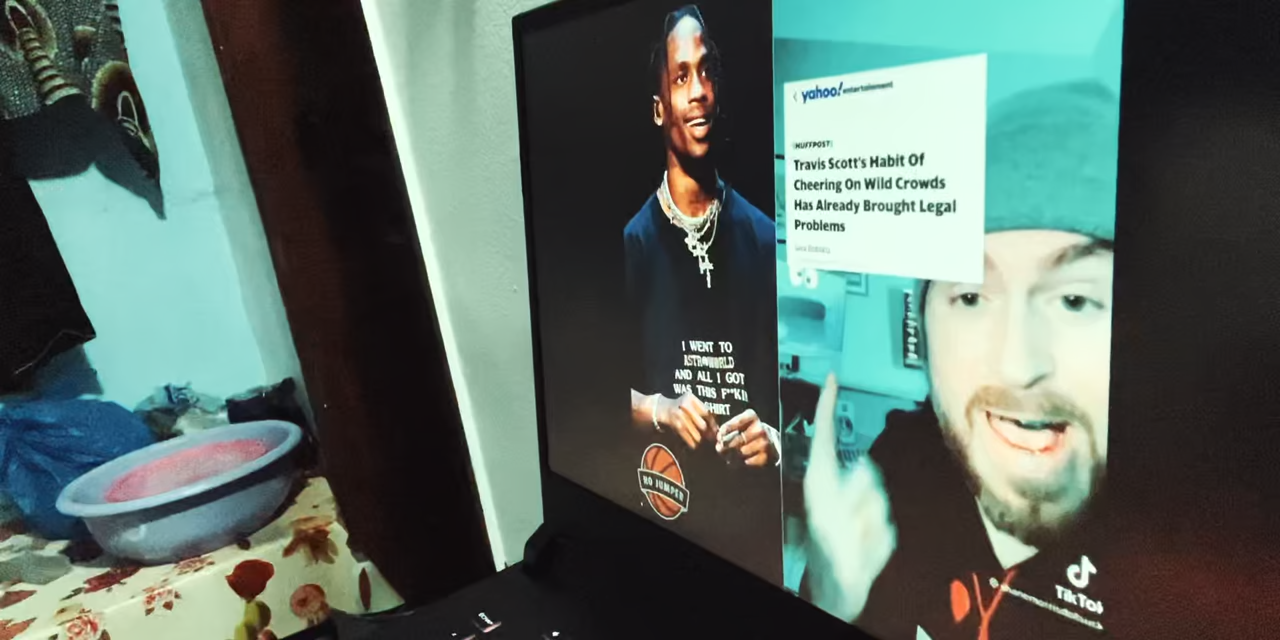 I WENT TO
ASTROWORLD
AND ALL I GOT
WAS THIS F**KIN
SHIRT
NO JUMPER
yahoo! entertainment
HUFFPOST
Travis Scott's Habit Of
Cheering On Wild Crowds
Has Already Brought Legal
Problems
TikTok